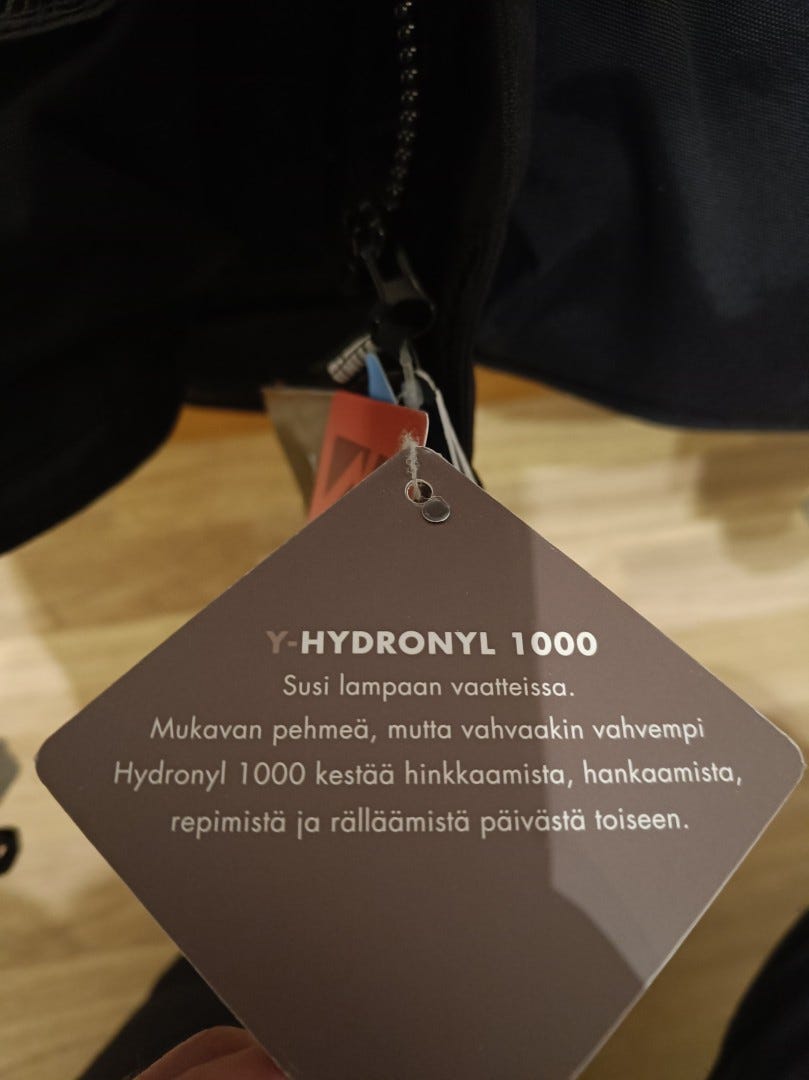 Y-HYDRONYL 1000
Susi lampaan vaatteissa.
Mukavan pehmeä, mutta vahvaakin vahvempi
Hydronyl 1000 kestää hinkkaamista, hankaamista,
repimistä ja rälläämistä päivästä toiseen.